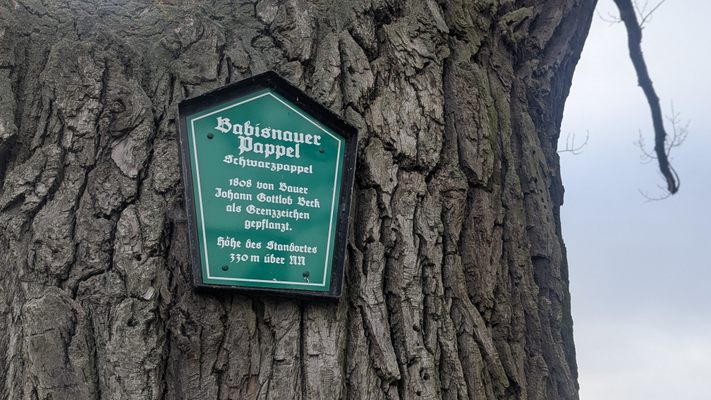 Babisnauer
Pappel
Schwarzpappel
1808 von Bauer
Johann Gottlob Beck
als Grenzzeichen
gepflanzt.
Höhe des Standortes
330 m über NN